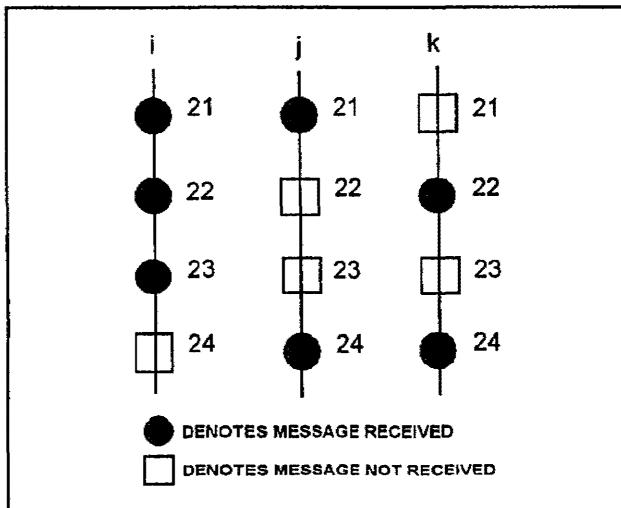 i j k
21 21 21
22 22 22
23 23 23
24 24 24
DENOTES MESSAGE RECEIVED
DENOTES MESSAGE NOT RECEIVED